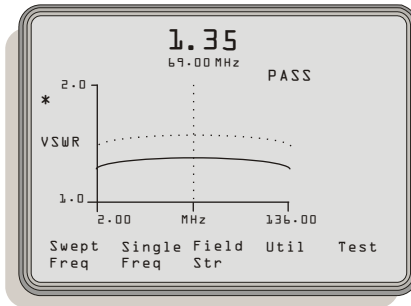 1.35
69.00 MHz
PASS
2.0
*
VSWR
1.0
2.00 MHz 136.00
Swept Single Field Util Test
Freq Freq Str